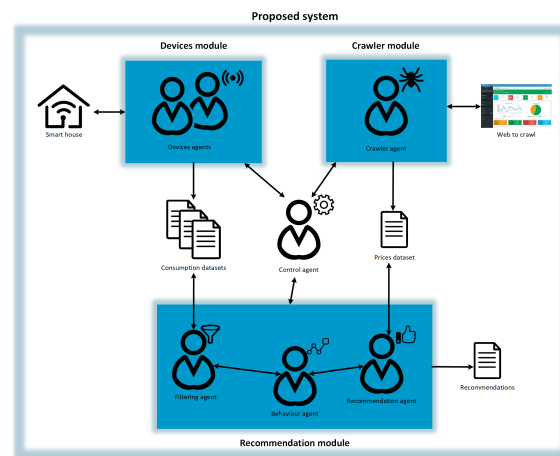 Proposed system
Devices module
Crawler module
Smart house
Devices agents
Crawler agent
Web to crawl
Consumption datasets
Control agent
Prices dataset
Filtering agent
Behaviour agent
Recommendation agent
Recommendations
Recommendation module